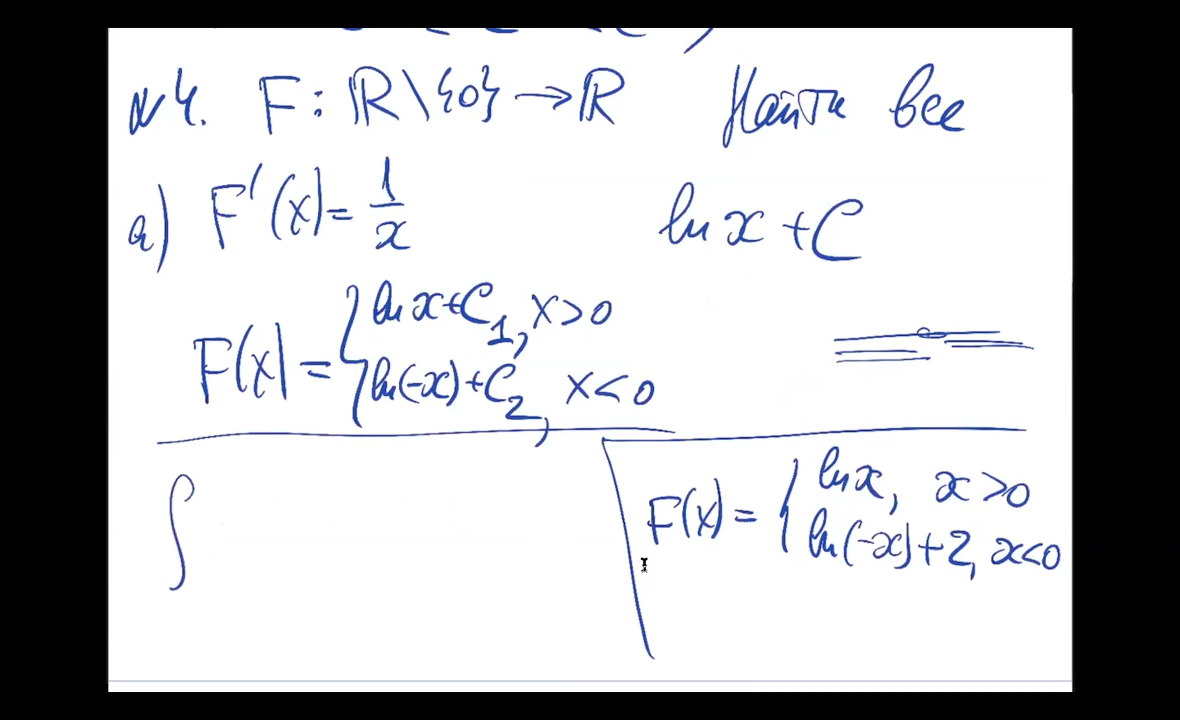 №4. F: ℝ\{0} → ℝ Найти все
а) F'(x) = 1/x ln x + C
F(x) = { ln x + C₁, x > 0
ln(-x) + C₂, x < 0
∫
F(x) = { ln x, x > 0
ln(-x) + 2, x < 0